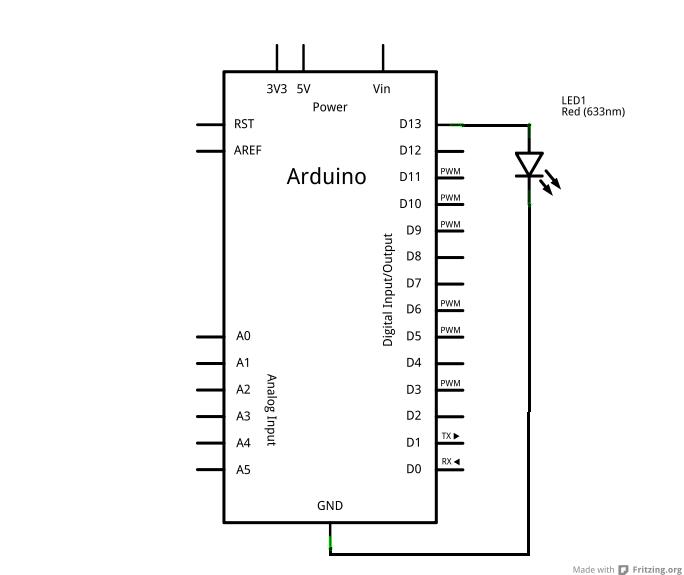 3V3 5V Vin
Power
LED1
Red (633nm)
RST
AREF
Arduino
D13
D12
D11 PWM
D10 PWM
D9 PWM
D8
D7
D6 PWM
D5 PWM
D4
D3 PWM
D2
D1 TX
D0 RX
Digital Input/Output
A0
A1
A2
A3
A4
A5
Analog Input
GND
Made with Fritzing.org